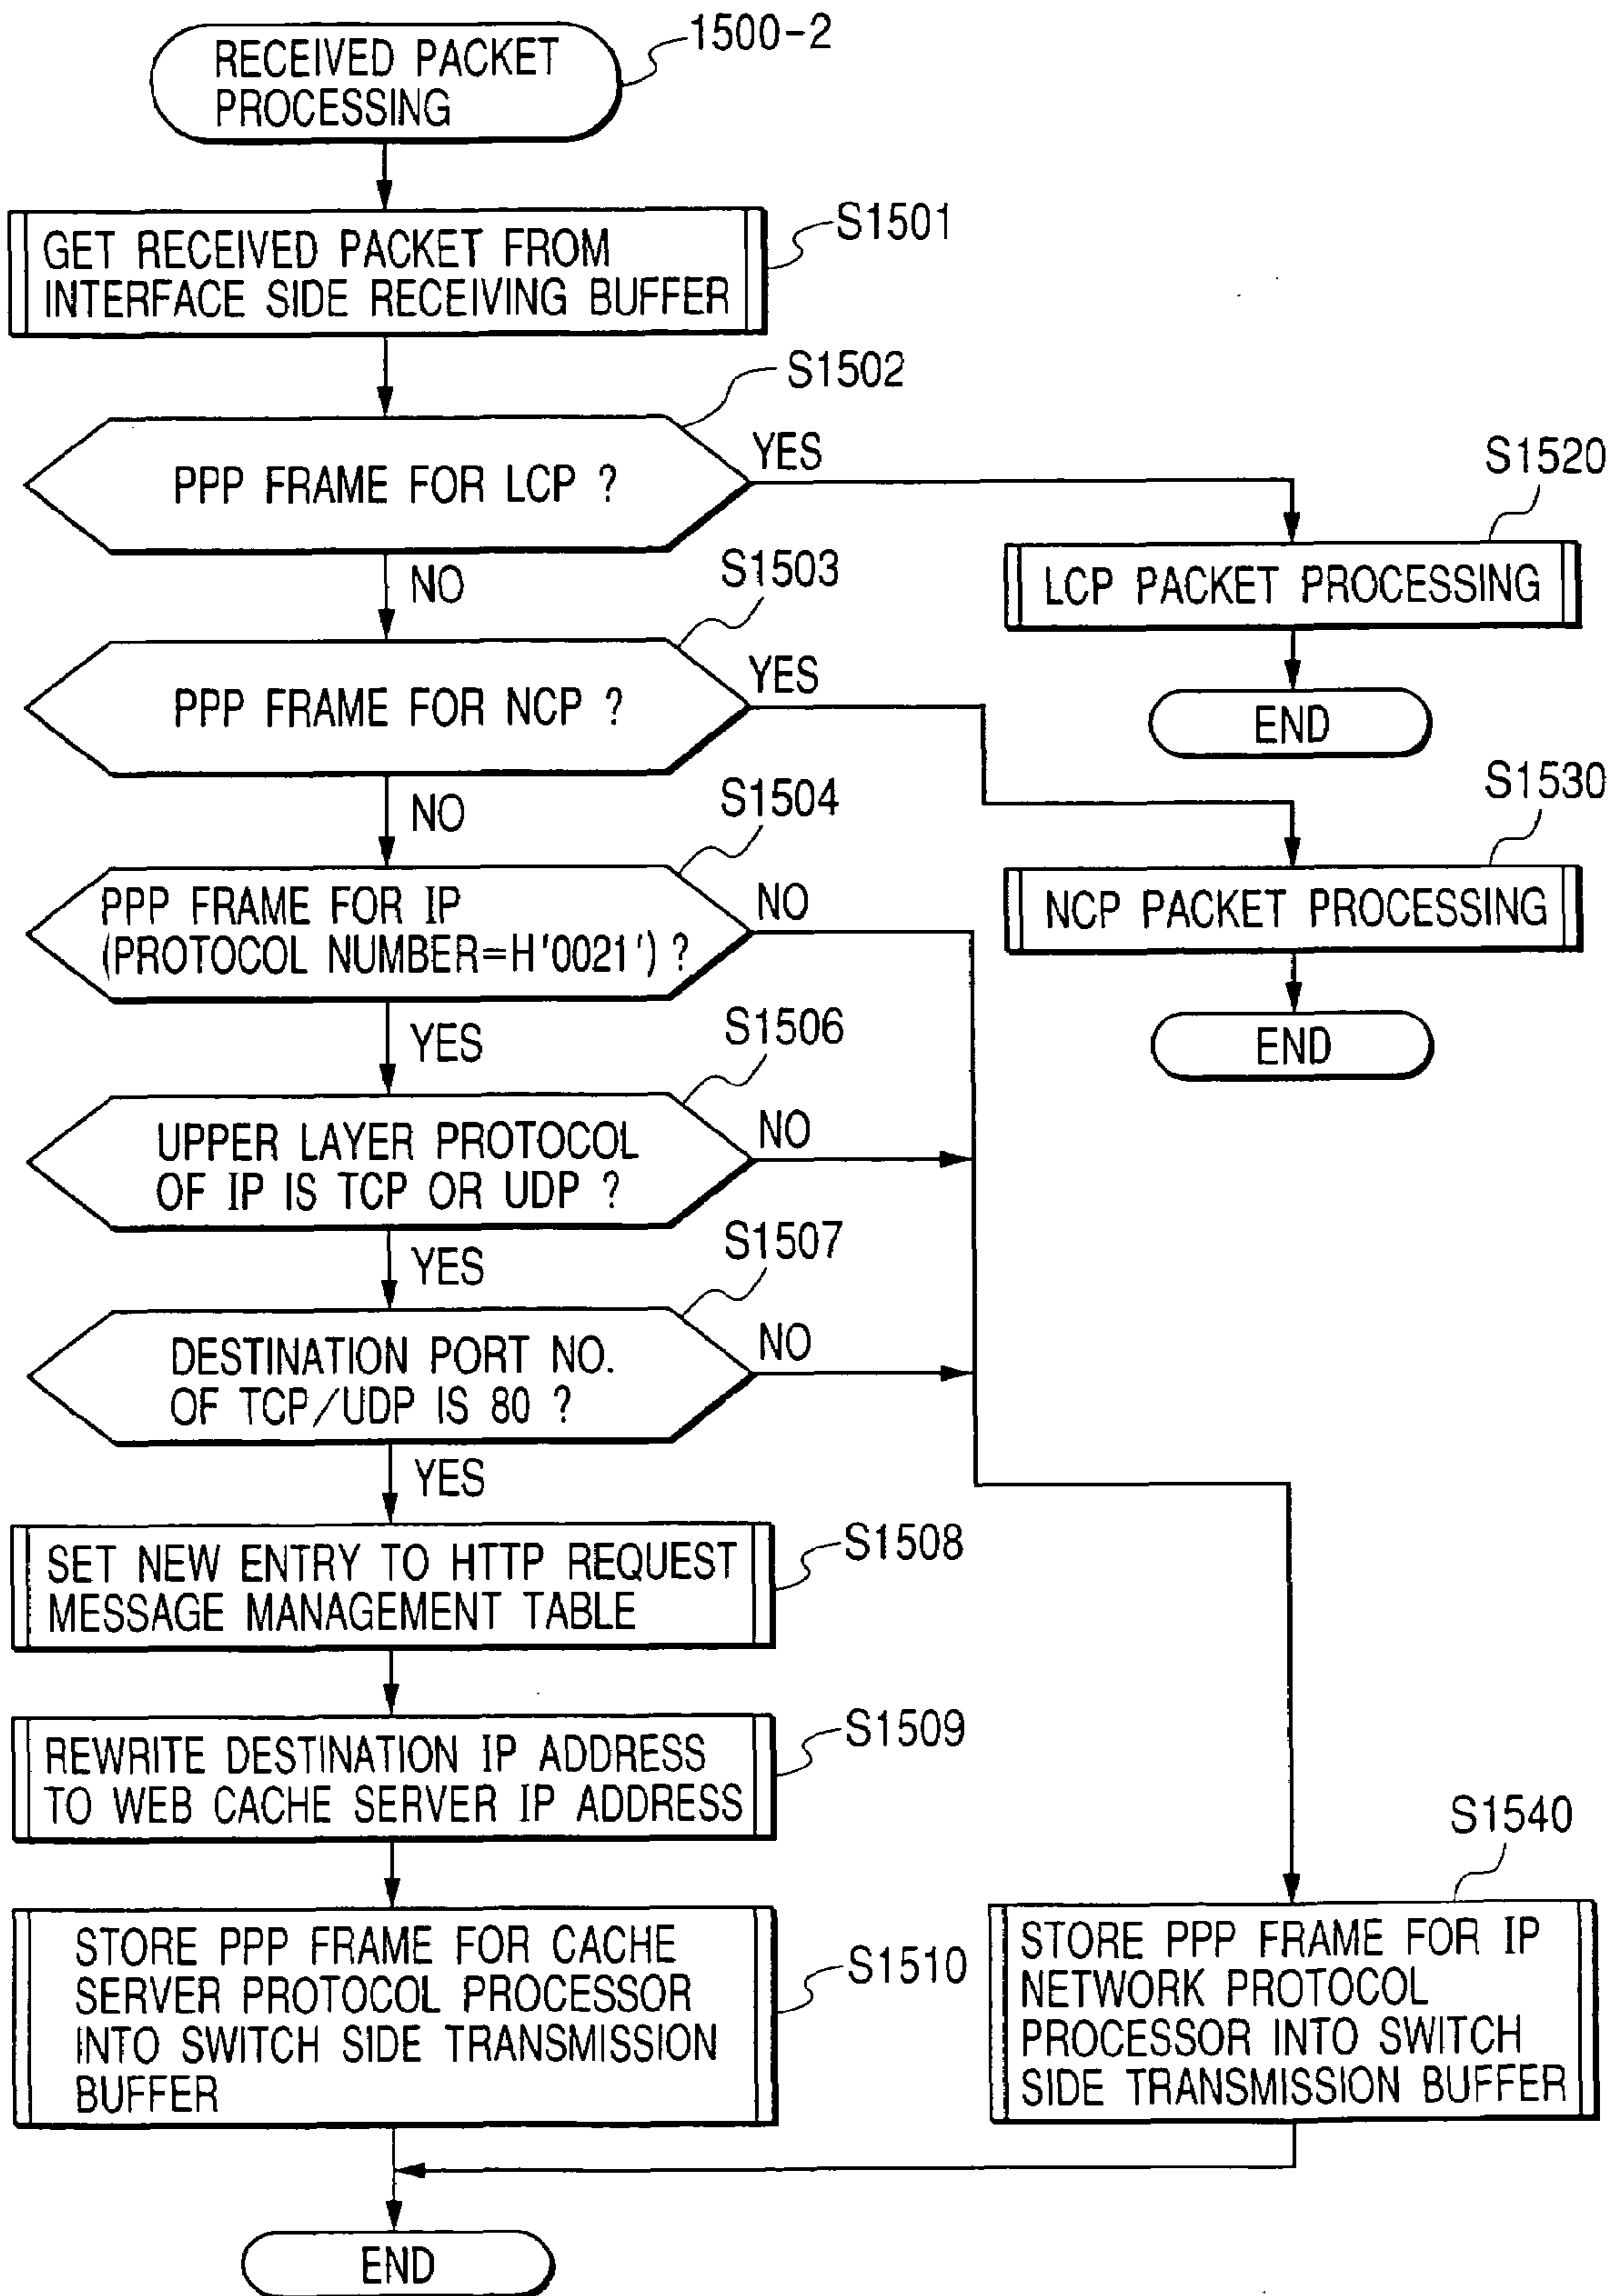 RECEIVED PACKET
PROCESSING
1500-2
GET RECEIVED PACKET FROM
INTERFACE SIDE RECEIVING BUFFER
S1501
S1502
PPP FRAME FOR LCP ?
YES
NO
S1520
LCP PACKET PROCESSING
END
S1503
PPP FRAME FOR NCP ?
YES
NO
S1530
NCP PACKET PROCESSING
END
S1504
PPP FRAME FOR IP
(PROTOCOL NUMBER=H'0021') ?
NO
YES
S1506
UPPER LAYER PROTOCOL
OF IP IS TCP OR UDP ?
NO
YES
S1507
DESTINATION PORT NO.
OF TCP/UDP IS 80 ?
NO
YES
SET NEW ENTRY TO HTTP REQUEST
MESSAGE MANAGEMENT TABLE
S1508
REWRITE DESTINATION IP ADDRESS
TO WEB CACHE SERVER IP ADDRESS
S1509
STORE PPP FRAME FOR CACHE
SERVER PROTOCOL PROCESSOR
INTO SWITCH SIDE TRANSMISSION
BUFFER
S1510
S1540
STORE PPP FRAME FOR IP
NETWORK PROTOCOL
PROCESSOR INTO SWITCH
SIDE TRANSMISSION BUFFER
END